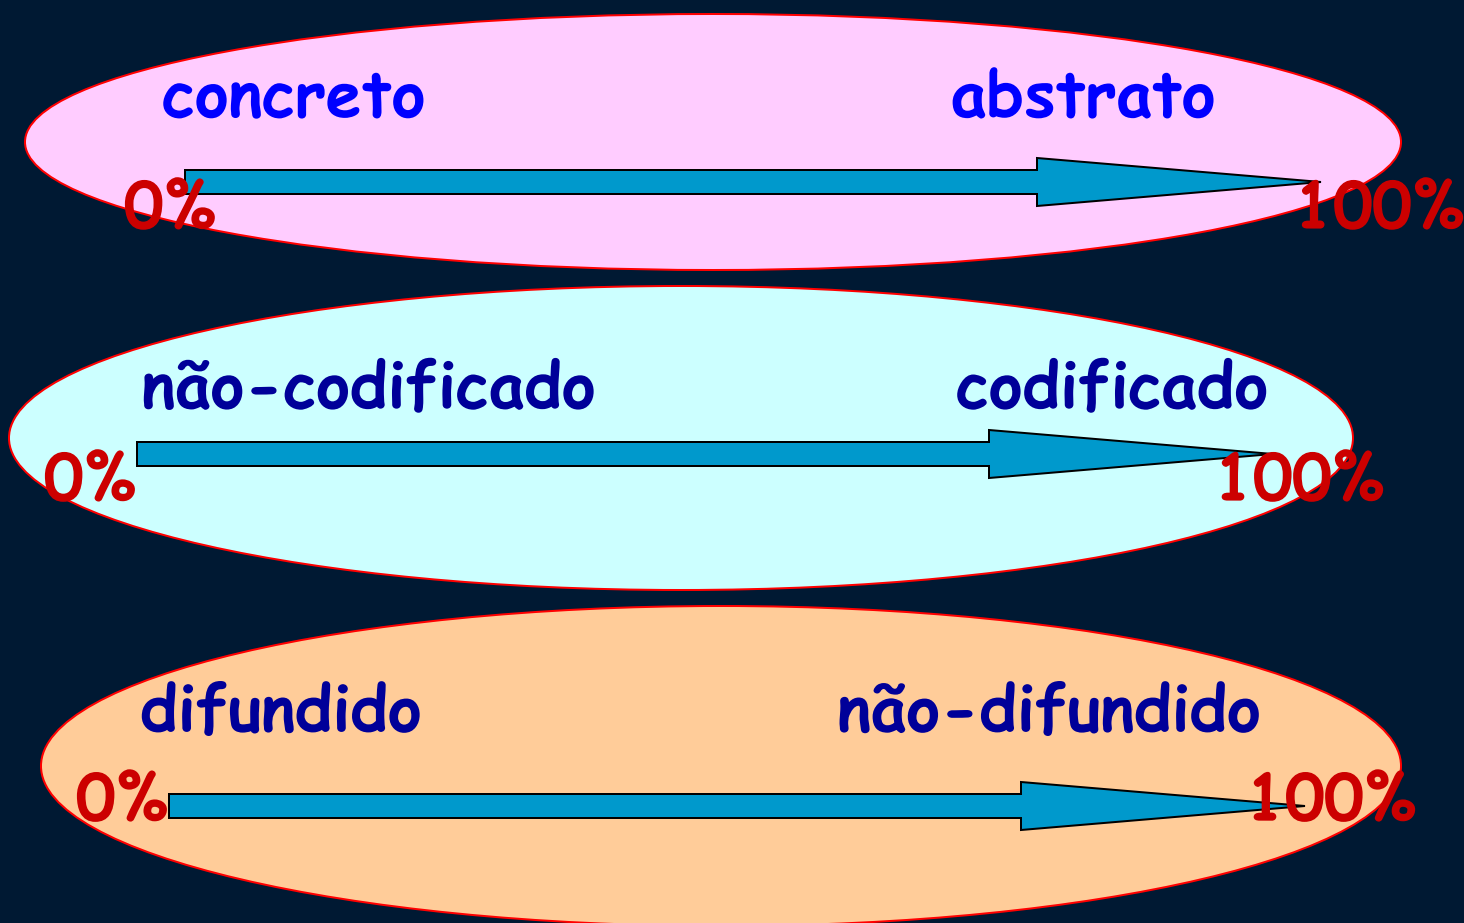 concreto abstrato
0% 100%
não-codificado codificado
0% 100%
difundido não-difundido
0% 100%